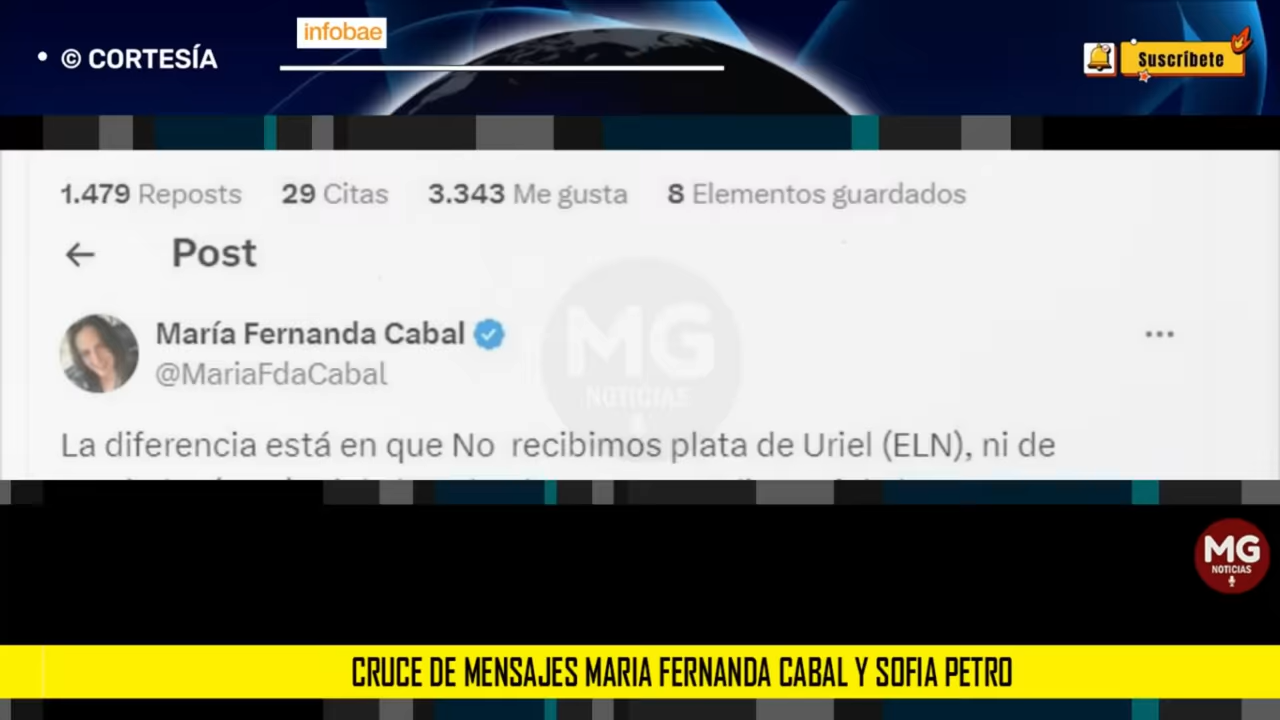 infobae
• © CORTESÍA
Suscríbete
1.479 Reposts 29 Citas 3.343 Me gusta 8 Elementos guardados
← Post
María Fernanda Cabal
@MariaFdaCabal
MG
NOTICIAS
La diferencia está en que No recibimos plata de Uriel (ELN), ni de
MG
NOTICIAS
CRUCE DE MENSAJES MARIA FERNANDA CABAL Y SOFIA PETRO